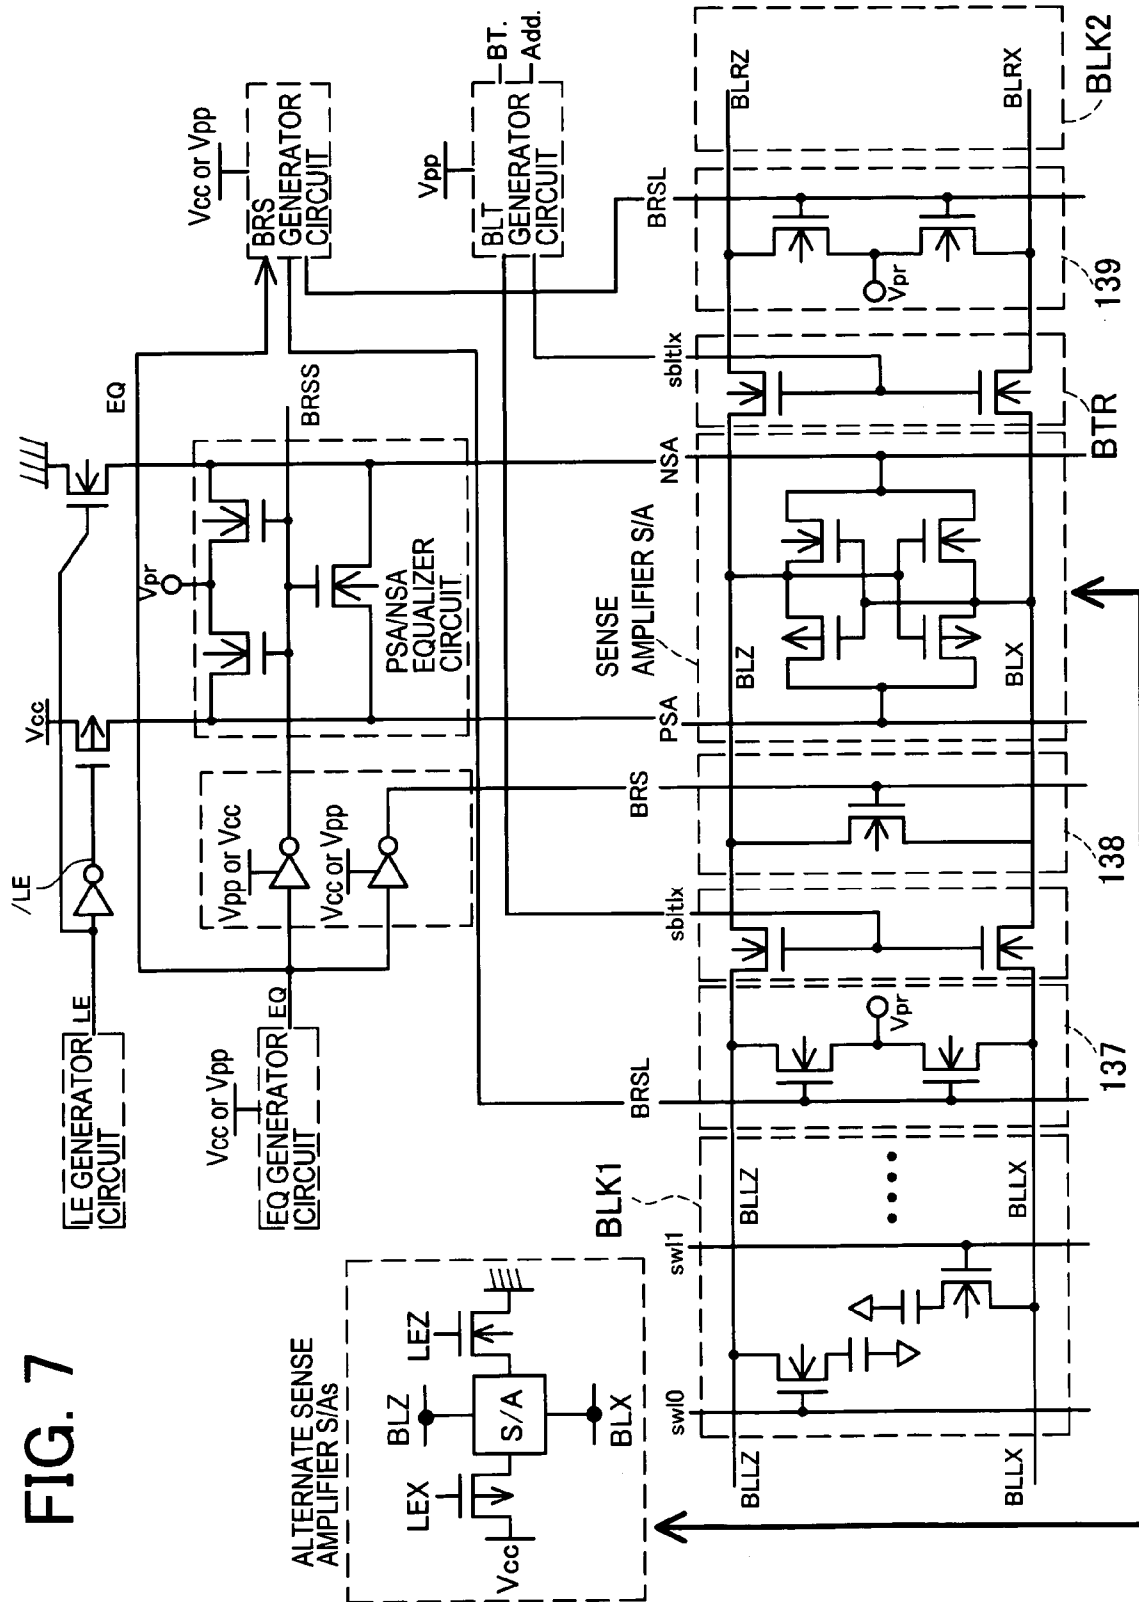 FIG. 7
LE GENERATOR
CIRCUIT
LE
/LE
Vcc
EQ
Vcc or Vpp
EQ GENERATOR
CIRCUIT
EQ
Vpp or Vcc
Vcc or Vpp
Vpr
PSA/NSA
EQUALIZER
CIRCUIT
BRSS
Vcc or Vpp
BRS
GENERATOR
CIRCUIT
Vpp
BLT
GENERATOR
CIRCUIT
BT.
Add.
ALTERNATE SENSE
AMPLIFIER S/As
LEX
BLZ
LEZ
S/A
Vcc
BLX
BLK1
SENSE
AMPLIFIER S/A
swl0
swl1
BRSL
sbltlx
BRS
PSA
NSA
sbltlx
BRSL
BLLZ
BLLZ
BLZ
BLRZ
Vpr
Vpr
BLLX
BLLX
BLX
BLRX
137
138
BTR
139
BLK2